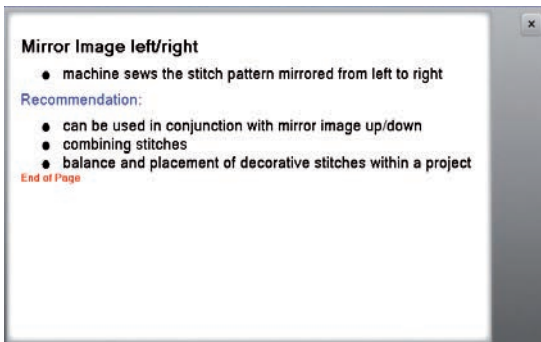 Mirror Image left/right
● machine sews the stitch pattern mirrored from left to right
Recommendation:
● can be used in conjunction with mirror image up/down
● combining stitches
● balance and placement of decorative stitches within a project
End of Page
×